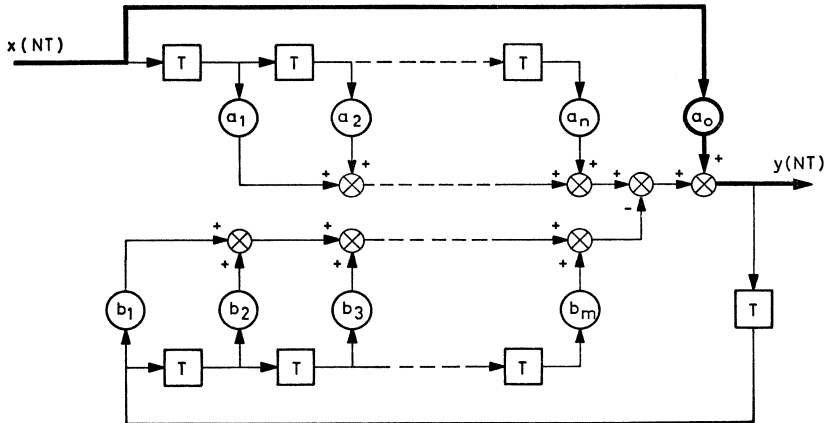 x(NT)
T T T
a1 a2 an ao
+ + + + + + + +
y(NT)
-
+ + +
+ + +
b1 b2 b3 bm T
T T T